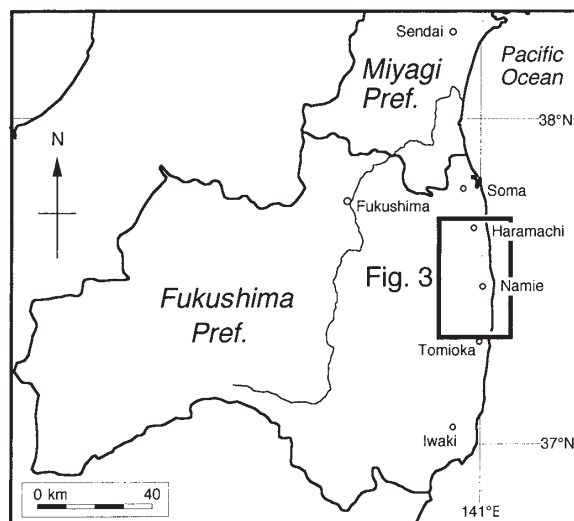 Sendai
Pacific
Ocean
Miyagi
Pref.
38°N
N
Soma
Fukushima
Haramachi
Fig. 3
Namie
Fukushima
Pref.
Tomioka
Iwaki
37°N
0 km 40
141°E